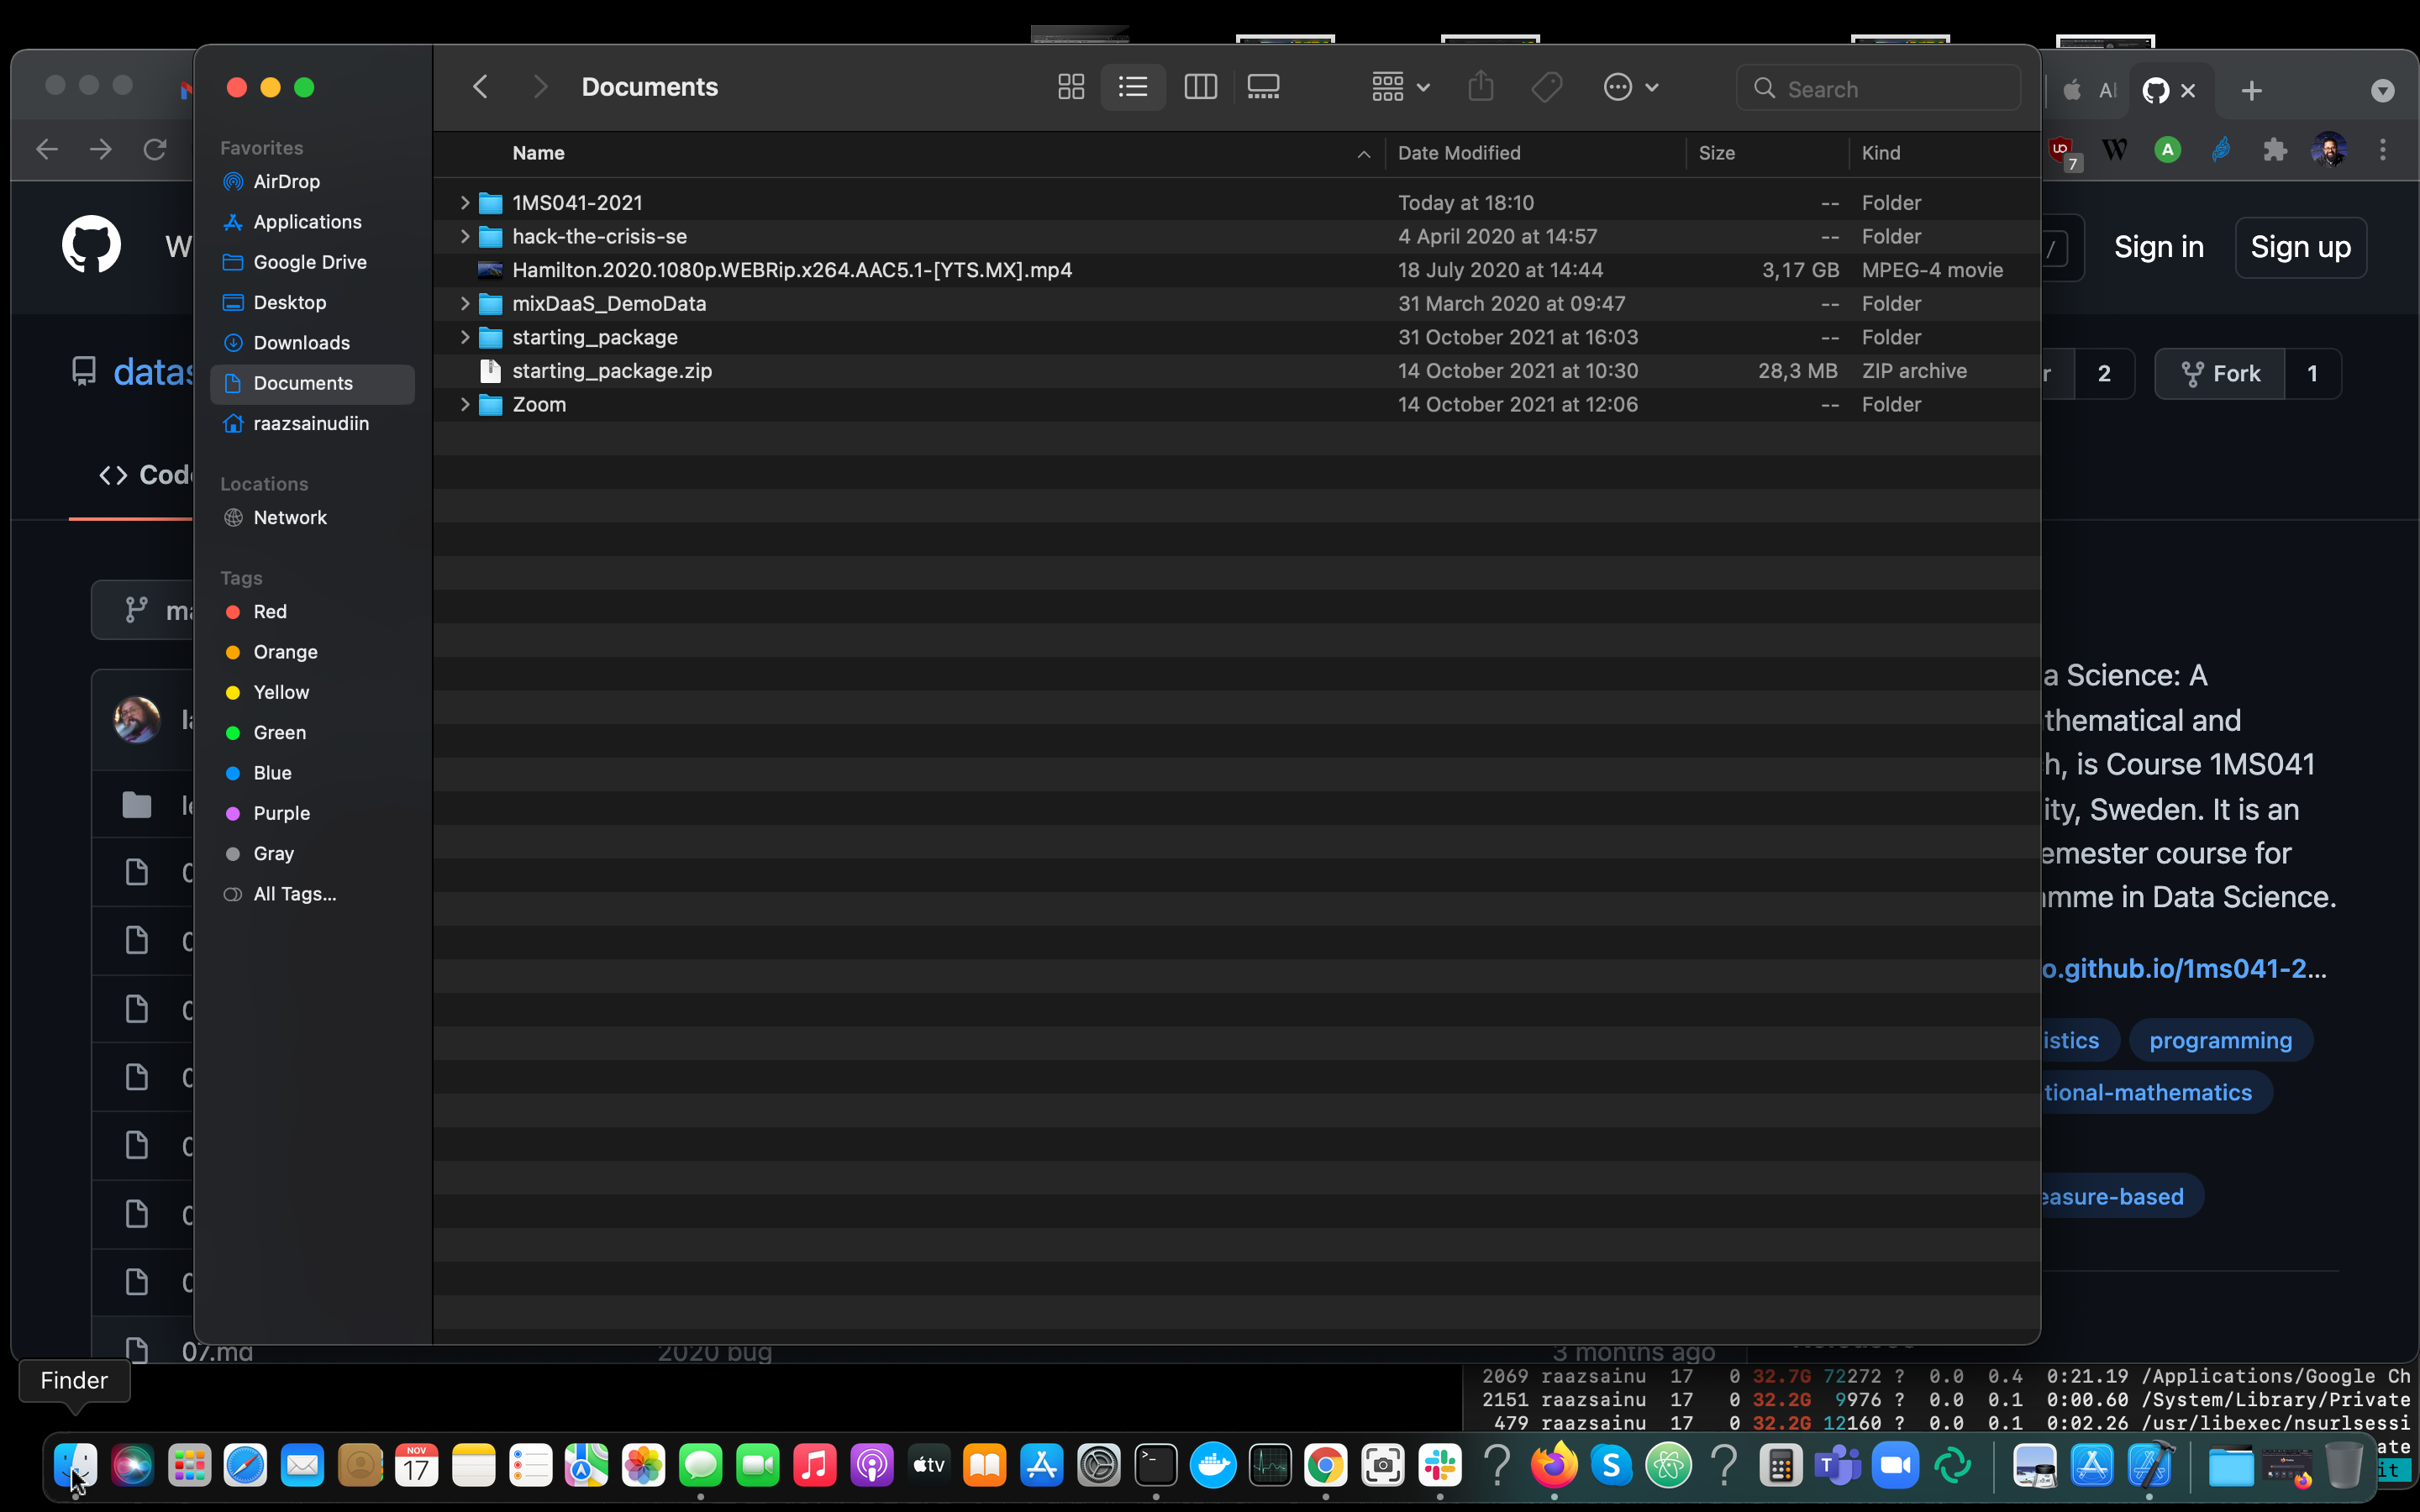 Documents
Search
AI
7
Favorites
AirDrop
Applications
Google Drive
Desktop
Downloads
Documents
raazsainudiin
Locations
Network
Tags
Red
Orange
Yellow
Green
Blue
Purple
Gray
All Tags...
Name Date Modified Size Kind
1MS041-2021 Today at 18:10 -- Folder
hack-the-crisis-se 4 April 2020 at 14:57 -- Folder
Hamilton.2020.1080p.WEBRip.x264.AAC5.1-[YTS.MX].mp4 18 July 2020 at 14:44 3,17 GB MPEG-4 movie
mixDaaS_DemoData 31 March 2020 at 09:47 -- Folder
starting_package 31 October 2021 at 16:03 -- Folder
starting_package.zip 14 October 2021 at 10:30 28,3 MB ZIP archive
Zoom 14 October 2021 at 12:06 -- Folder
W
/
Sign in
Sign up
datas
r 2
Fork 1
<> Code
ma
a Science: A
thematical and
h, is Course 1MS041
ity, Sweden. It is an
emester course for
mme in Data Science.
o.github.io/1ms041-2...
istics
programming
tional-mathematics
easure-based
07.md 2020 bug 3 months ago
Finder
2069 raazsainu 17 0 32.7G 72272 ? 0.0 0.4 0:21.19 /Applications/Google Ch
2151 raazsainu 17 0 32.2G 9976 ? 0.0 0.1 0:00.60 /System/Library/Private
479 raazsainu 17 0 32.2G 12160 ? 0.0 0.1 0:02.26 /usr/libexec/nsurlsessi
ate
it
NOV
17
tv